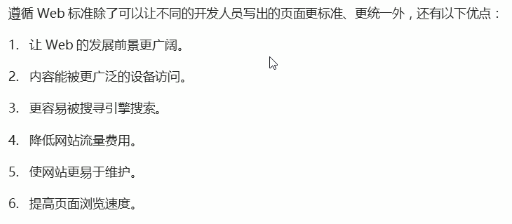 遵循 Web 标准除了可以让不同的开发人员写出的页面更标准、更统一外，还有以下优点：
1. 让 Web 的发展前景更广阔。
2. 内容能被更广泛的设备访问。
3. 更容易被搜寻引擎搜索。
4. 降低网站流量费用。
5. 使网站更易于维护。
6. 提高页面浏览速度。